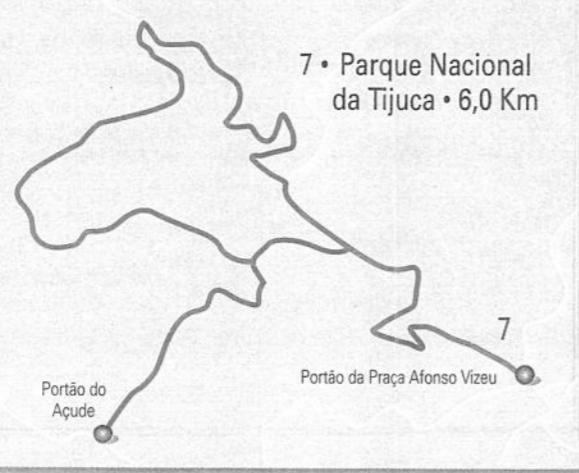 7 • Parque Nacional
da Tijuca • 6,0 Km
7
Portão da Praça Afonso Vizeu
Portão do
Açude